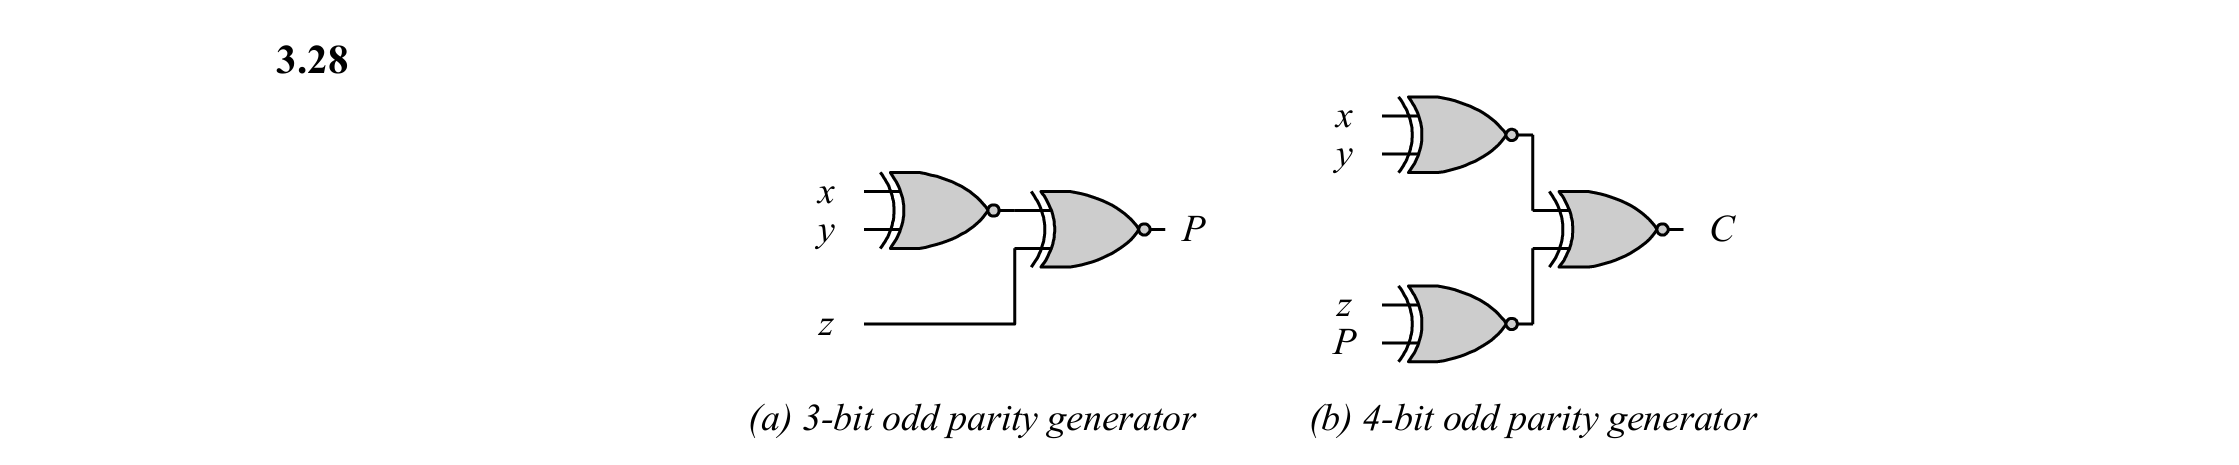 3.28
x
y
z
P
(a) 3-bit odd parity generator
x
y
z
P
C
(b) 4-bit odd parity generator